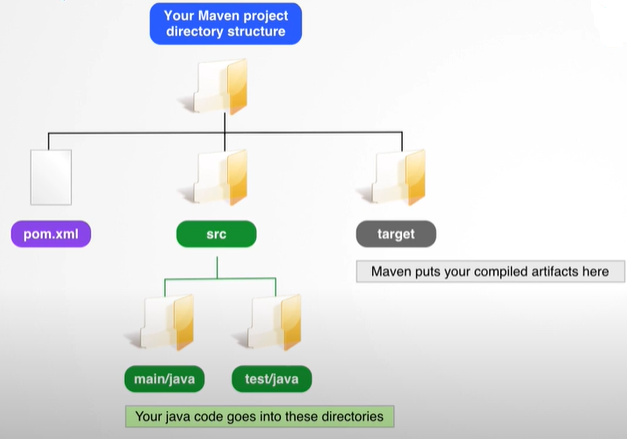 Your Maven project
directory structure
pom.xml
src
target
Maven puts your compiled artifacts here
main/java
test/java
Your java code goes into these directories